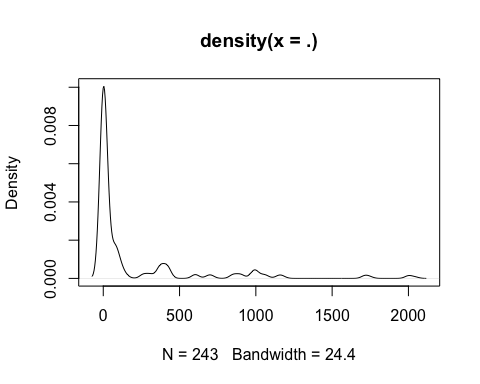 density(x = .)
Density
0.000
0.004
0.008
0
500
1000
1500
2000
N = 243   Bandwidth = 24.4